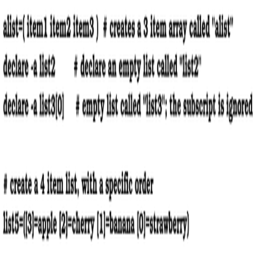 alist=( item1 item2 item3 ) # creates a 3 item array called "alist"
declare -a list2 # declare an empty list called "list2"
declare -a list3[0] # empty list called "list3"; the subscript is ignored
# create a 4 item list, with a specific order
list5=([3]=apple [2]=cherry [1]=banana [0]=strawberry)